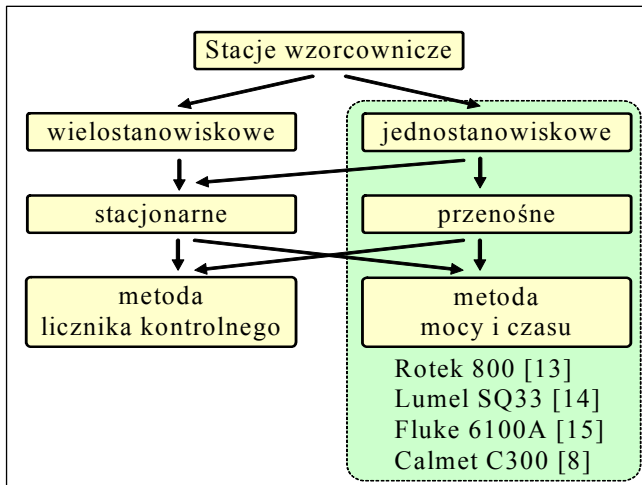 Stacje wzorcownicze
wielostanowiskowe
jednostanowiskowe
stacjonarne
przenośne
metoda
licznika kontrolnego
metoda
mocy i czasu
Rotek 800 [13]
Lumel SQ33 [14]
Fluke 6100A [15]
Calmet C300 [8]